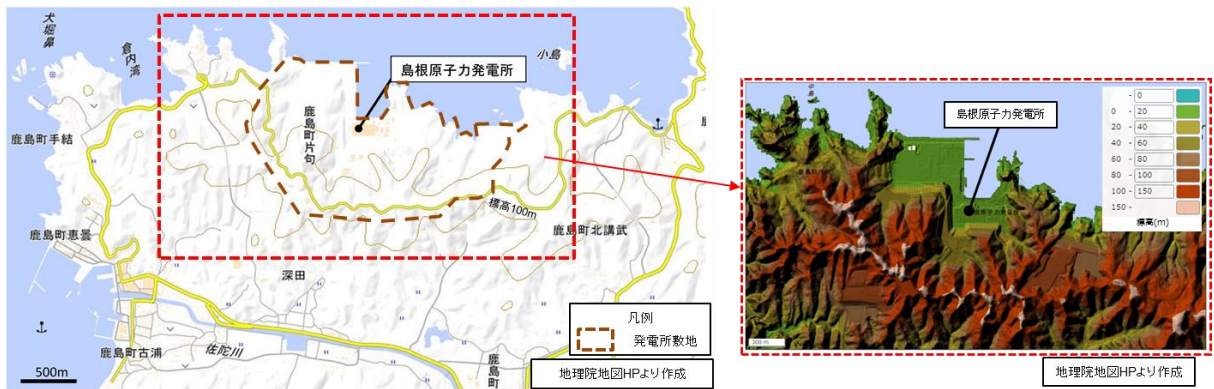 犬堀鼻
倉内湾
小島
島根原子力発電所
鹿島町手結
鹿島町片句
標高100m
鹿島町恵曇
鹿島町北講武
深田
凡例
発電所敷地
鹿島町古浦
佐陀川
鹿島町
500m
地理院地図HPより作成
島根原子力発電所
- 0
0 - 20
20 - 40
40 - 60
60 - 80
80 - 100
100 - 150
150 -
標高(m)
300 m
地理院地図HPより作成